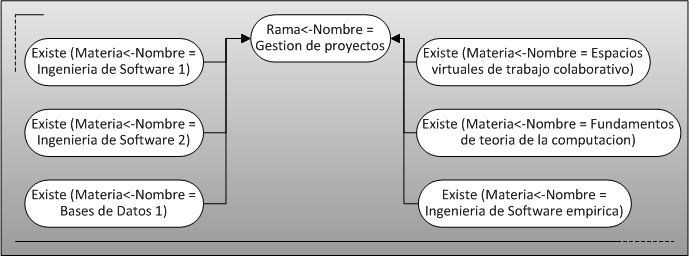 Rama<-Nombre =
Gestion de proyectos
Existe (Materia<-Nombre =
Ingenieria de Software 1)
Existe (Materia<-Nombre = Espacios
virtuales de trabajo colaborativo)
Existe (Materia<-Nombre =
Ingenieria de Software 2)
Existe (Materia<-Nombre = Fundamentos
de teoria de la computacion)
Existe (Materia<-Nombre =
Bases de Datos 1)
Existe (Materia<-Nombre =
Ingenieria de Software empirica)